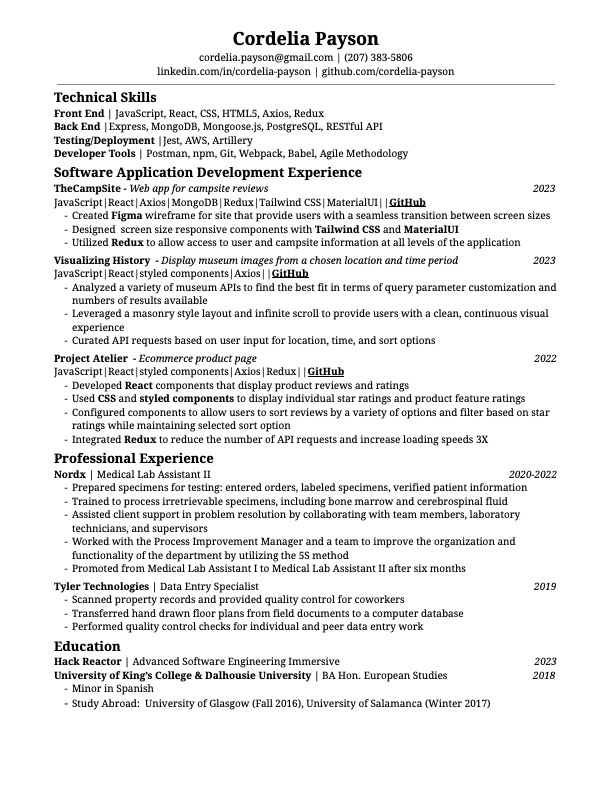 Cordelia Payson
cordelia.payson@gmail.com | (207) 383-5806
linkedin.com/in/cordelia-payson | github.com/cordelia-payson
Technical Skills
Front End | JavaScript, React, CSS, HTML5, Axios, Redux
Back End |Express, MongoDB, Mongoose.js, PostgreSQL, RESTful API
Testing/Deployment |Jest, AWS, Artillery
Developer Tools | Postman, npm, Git, Webpack, Babel, Agile Methodology
Software Application Development Experience
TheCampSite - Web app for campsite reviews 2023
JavaScript|React|Axios|MongoDB|Redux|Tailwind CSS|MaterialUI||GitHub
- Created Figma wireframe for site that provide users with a seamless transition between screen sizes
- Designed screen size responsive components with Tailwind CSS and MaterialUI
- Utilized Redux to allow access to user and campsite information at all levels of the application
Visualizing History - Display museum images from a chosen location and time period 2023
JavaScript|React|styled components|Axios||GitHub
- Analyzed a variety of museum APIs to find the best fit in terms of query parameter customization and
numbers of results available
- Leveraged a masonry style layout and infinite scroll to provide users with a clean, continuous visual
experience
- Curated API requests based on user input for location, time, and sort options
Project Atelier - Ecommerce product page 2022
JavaScript|React|styled components|Axios|Redux||GitHub
- Developed React components that display product reviews and ratings
- Used CSS and styled components to display individual star ratings and product feature ratings
- Configured components to allow users to sort reviews by a variety of options and filter based on star
ratings while maintaining selected sort option
- Integrated Redux to reduce the number of API requests and increase loading speeds 3X
Professional Experience
Nordx | Medical Lab Assistant II 2020-2022
- Prepared specimens for testing: entered orders, labeled specimens, verified patient information
- Trained to process irretrievable specimens, including bone marrow and cerebrospinal fluid
- Assisted client support in problem resolution by collaborating with team members, laboratory
technicians, and supervisors
- Worked with the Process Improvement Manager and a team to improve the organization and
functionality of the department by utilizing the 5S method
- Promoted from Medical Lab Assistant I to Medical Lab Assistant II after six months
Tyler Technologies | Data Entry Specialist 2019
- Scanned property records and provided quality control for coworkers
- Transferred hand drawn floor plans from field documents to a computer database
- Performed quality control checks for individual and peer data entry work
Education
Hack Reactor | Advanced Software Engineering Immersive 2023
University of King's College & Dalhousie University | BA Hon. European Studies 2018
- Minor in Spanish
- Study Abroad: University of Glasgow (Fall 2016), University of Salamanca (Winter 2017)